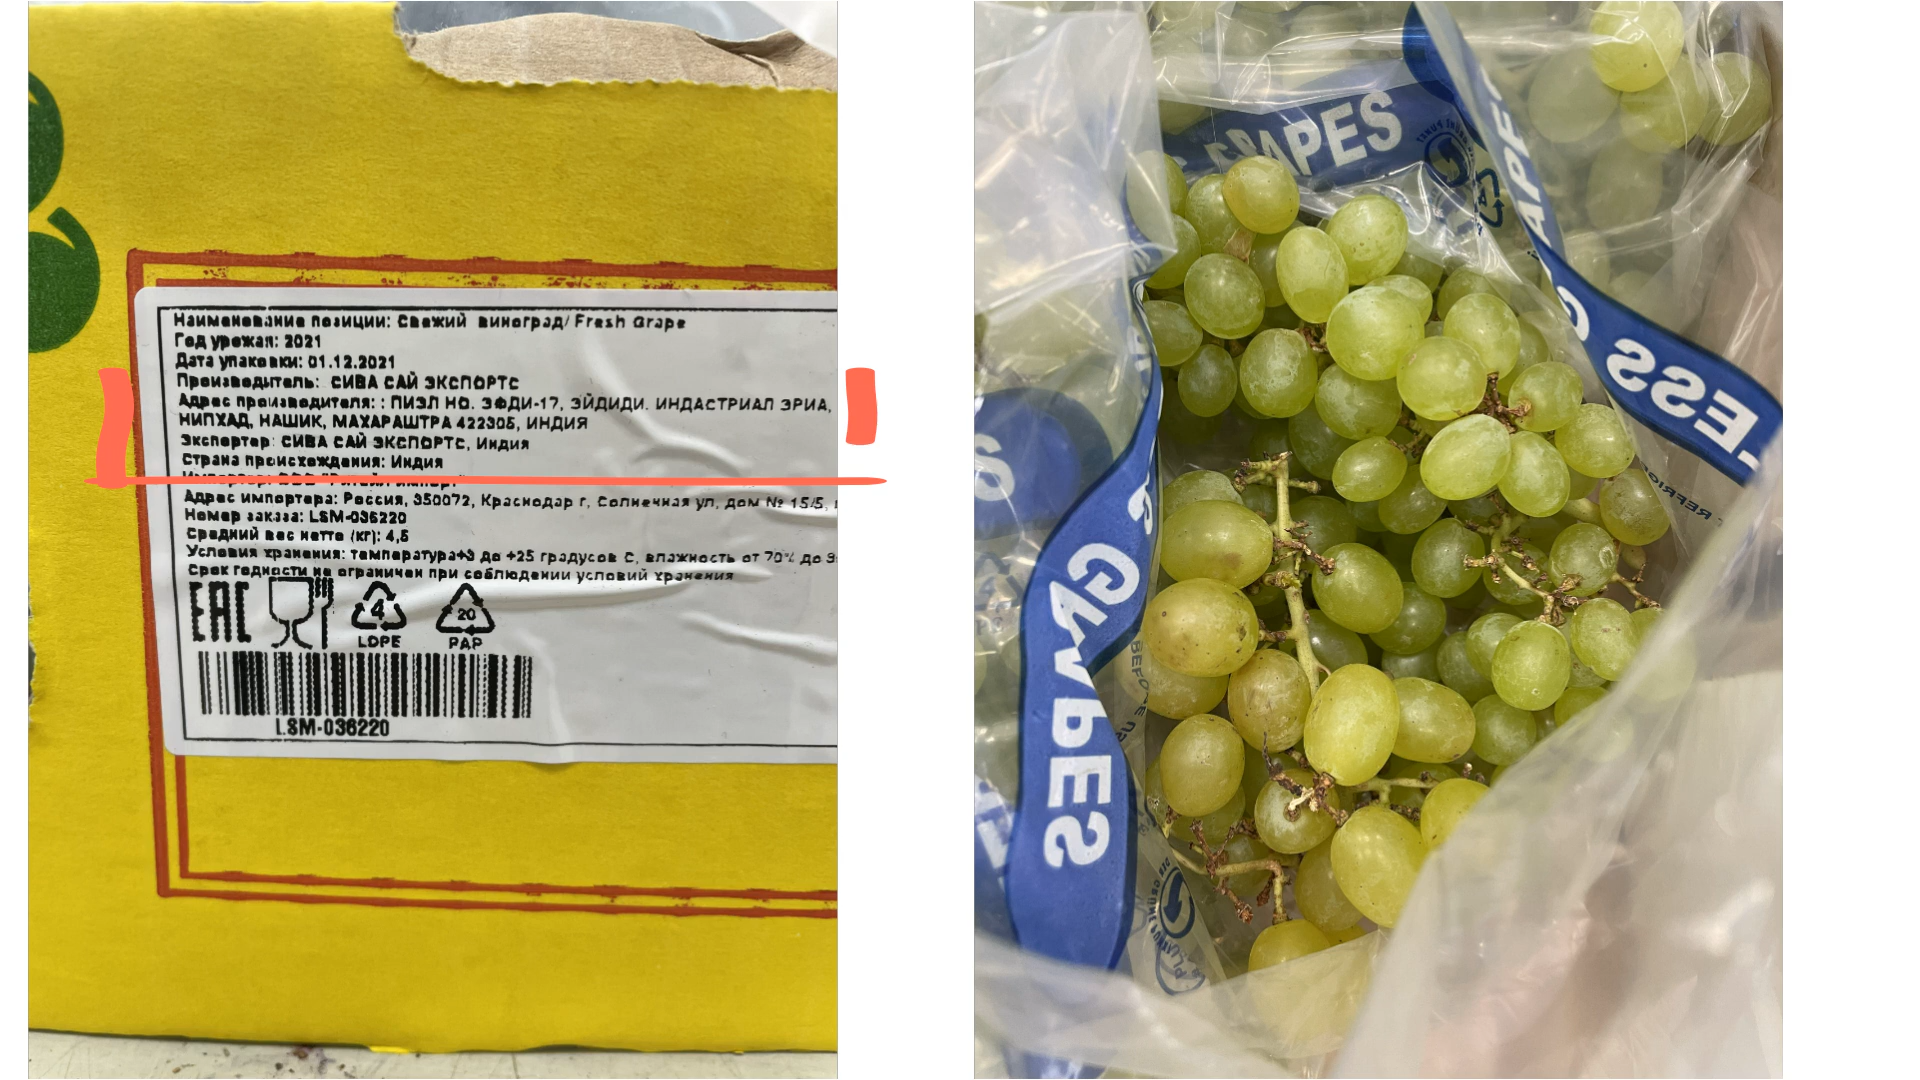 Наименование позиции: Свежий виноград/ Fresh Grape
Год урожая: 2021
Дата упаковки: 01.12.2021
Производитель: СИВА САЙ ЭКСПОРТС
Адрес производителя: : ПИЭЛ НО. ЭФДИ-17, ЭЙДИДИ. ИНДАСТРИАЛ ЭРИА,
НИПХАД, НАШИК, МАХАРАШТРА 422305, ИНДИЯ
Экспортер: СИВА САЙ ЭКСПОРТС, Индия
Страна происхождения: Индия
Адрес импортера: Россия, 350072, Краснодар г, Солнечная ул, дом № 15/5,
Номер заказа: LSM-036220
Средний вес нетто (кг): 4,5
Условия хранения: температура+3 до +25 градусов С, влажность от 70% до
Срок годности не ограничен при соблюдении условий хранения
EAC
4
LDPE
20
PAP
LSM-036220
GRAPES
GRAPES